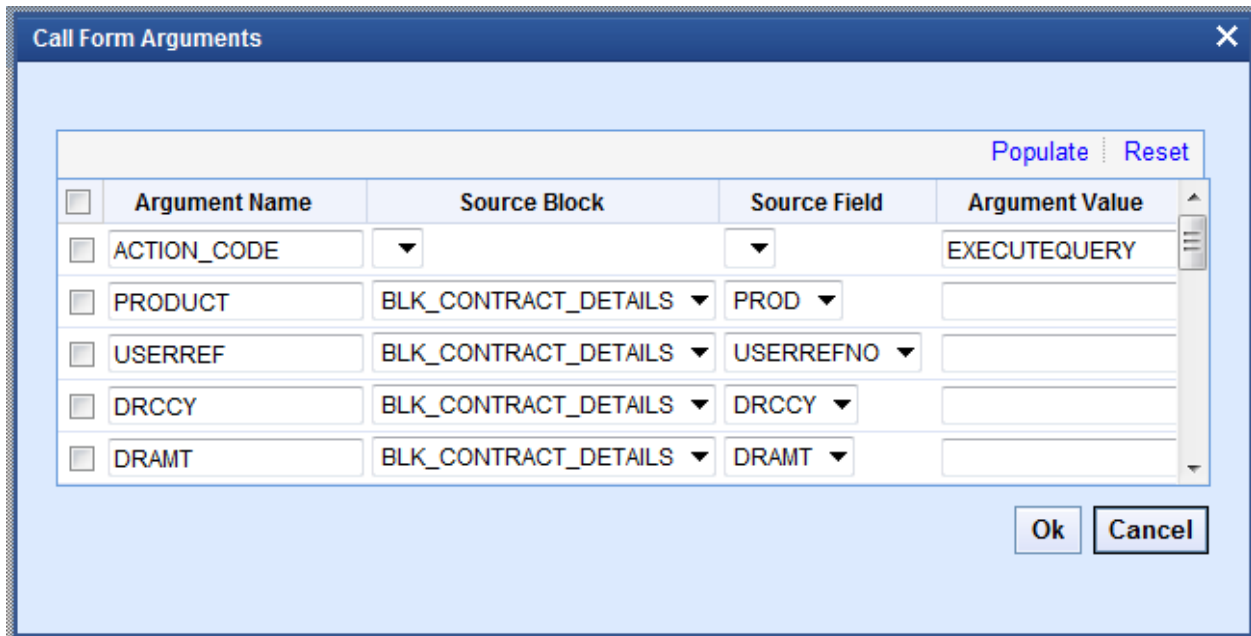 Call Form Arguments
Populate Reset
Argument Name Source Block Source Field Argument Value
ACTION_CODE EXECUTEQUERY
PRODUCT BLK_CONTRACT_DETAILS PROD
USERREF BLK_CONTRACT_DETAILS USERREFNO
DRCCY BLK_CONTRACT_DETAILS DRCCY
DRAMT BLK_CONTRACT_DETAILS DRAMT
Ok Cancel